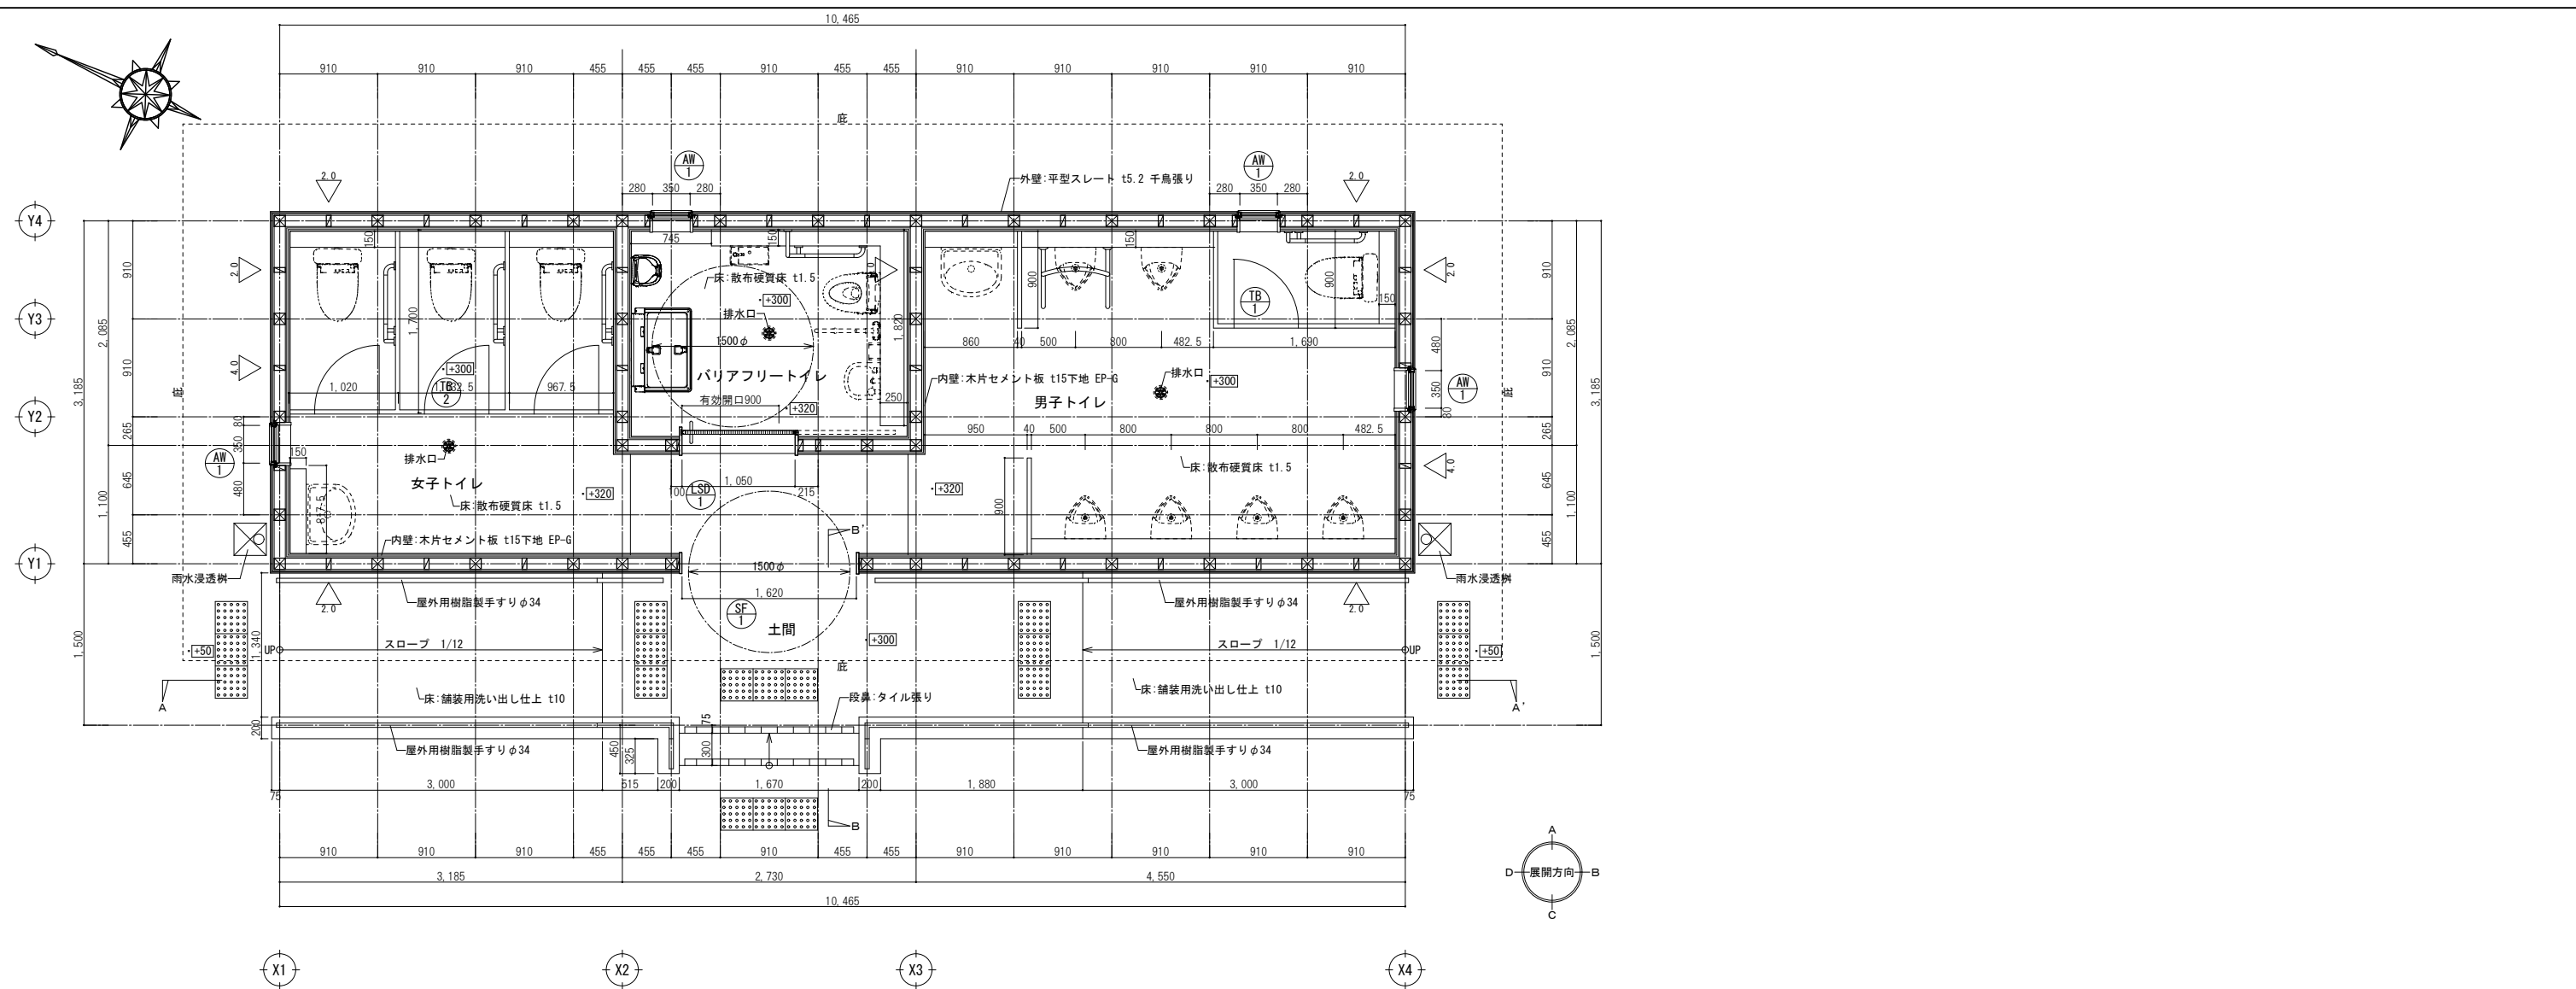 10,465
910 910 910 455 455 455 910 455 455 910 910 910 910 910
庇
AW
1
AW
1
2.0
280 350 280
外壁:平型スレート t5.2 千鳥張り
280 350 280
2.0
Y4
150
745
150
150
2.0
910
900
900
2.0
910
床:散布硬質床 t1.5
+300
TB
1
150
Y3
排水口
1,700
1,820
2,085
1500φ
860 40 500 800 482.5 1,690
480
2,085
4.0
910
3,185
+300
バリアフリートイレ
内壁:木片セメント板 t15下地 EP-G
排水口
+300
350
910
AW
1
3,185
庇
1,020
TB
2
967.5
有効開口900
+320
250
男子トイレ
80
庇
Y2
80
265
350
950 40 500 800 800 800 482.5
265
AW
1
排水口
150
床:散布硬質床 t1.5
4.0
女子トイレ
480
645
1,100
+320
100 1,050 215
LSD
1
+320
900
645
1,100
817.5
床:散布硬質床 t1.5
B'
455
内壁:木片セメント板 t15下地 EP-G
455
Y1
雨水浸透桝
1500φ
雨水浸透桝
2.0
屋外用樹脂製手すりφ34
1,620
屋外用樹脂製手すりφ34
2.0
SF
1
土間
1,500
1,340
+50
UP
スロープ 1/12
+300
スロープ 1/12
UP
+50
1,500
庇
A
床:舗装用洗い出し仕上 t10
段鼻:タイル張り
床:舗装用洗い出し仕上 t10
A'
200
75
屋外用樹脂製手すりφ34
450
325
300
屋外用樹脂製手すりφ34
75 3,000 515 200 1,670 200 1,880 3,000 75
B
910 910 910 455 455 455 910 455 455 910 910 910 910 910
3,185 2,730 4,550
10,465
A
D 展開方向 B
C
X1 X2 X3 X4